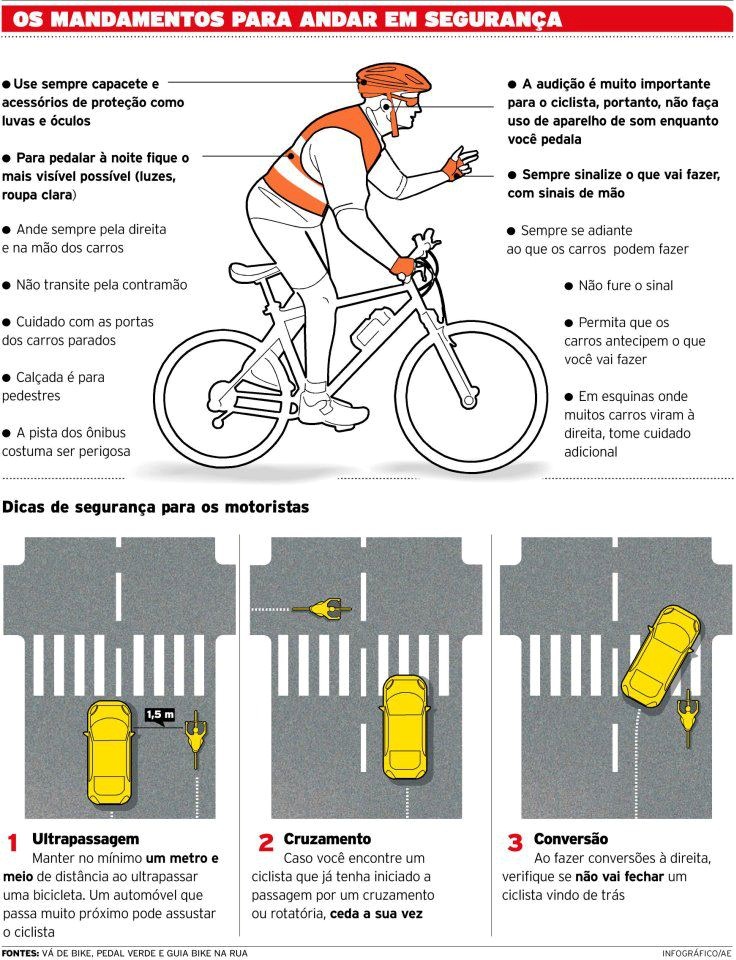 OS MANDAMENTOS PARA ANDAR EM SEGURANÇA
● Use sempre capacete e
acessórios de proteção como
luvas e óculos
● Para pedalar à noite fique o
mais visível possível (luzes,
roupa clara)
● Ande sempre pela direita
e na mão dos carros
● Não transite pela contramão
● Cuidado com as portas
dos carros parados
● Calçada é para
pedestres
● A pista dos ônibus
costuma ser perigosa
● A audição é muito importante
para o ciclista, portanto, não faça
uso de aparelho de som enquanto
você pedala
● Sempre sinalize o que vai fazer,
com sinais de mão
● Sempre se adiante
ao que os carros podem fazer
● Não fure o sinal
● Permita que os
carros antecipem o que
você vai fazer
● Em esquinas onde
muitos carros viram à
direita, tome cuidado
adicional
Dicas de segurança para os motoristas
1,5 m
1 Ultrapassagem
Manter no mínimo um metro e
meio de distância ao ultrapassar
uma bicicleta. Um automóvel que
passa muito próximo pode assustar
o ciclista
2 Cruzamento
Caso você encontre um
ciclista que já tenha iniciado a
passagem por um cruzamento
ou rotatória, ceda a sua vez
3 Conversão
Ao fazer conversões à direita,
verifique se não vai fechar um
ciclista vindo de trás
FONTES: VÁ DE BIKE, PEDAL VERDE E GUIA BIKE NA RUA
INFOGRÁFICO/AE